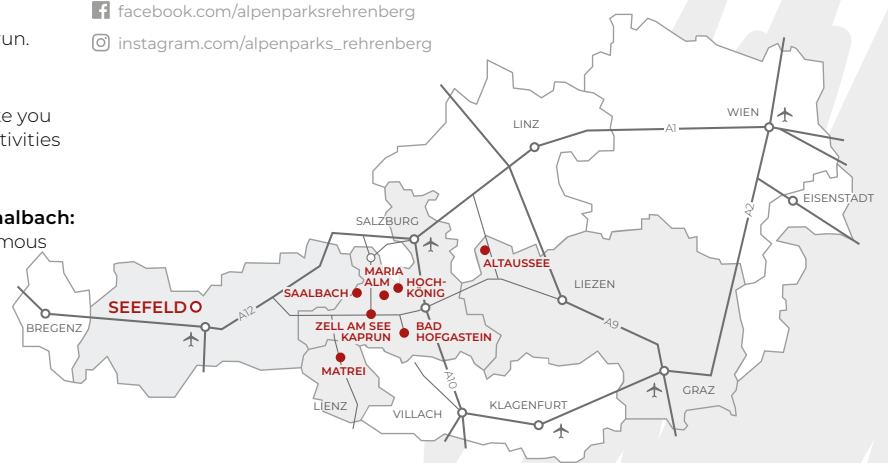 facebook.com/alpenparksrehrenberg
un.
instagram.com/alpenparks_rehrenberg
e you
tivities
aalbach:
mous
WIEN
LINZ
A1
EISENSTADT
A2
SALZBURG
ALTAUSSEE
MARIA
ALM
HOCH-
KÖNIG
SAALBACH
LIEZEN
SEEFELD
A12
BREGENZ
ZELL AM SEE
KAPRUN
BAD
HOFGASTEIN
A9
MATREI
A10
GRAZ
LIENZ
VILLACH
KLAGENFURT